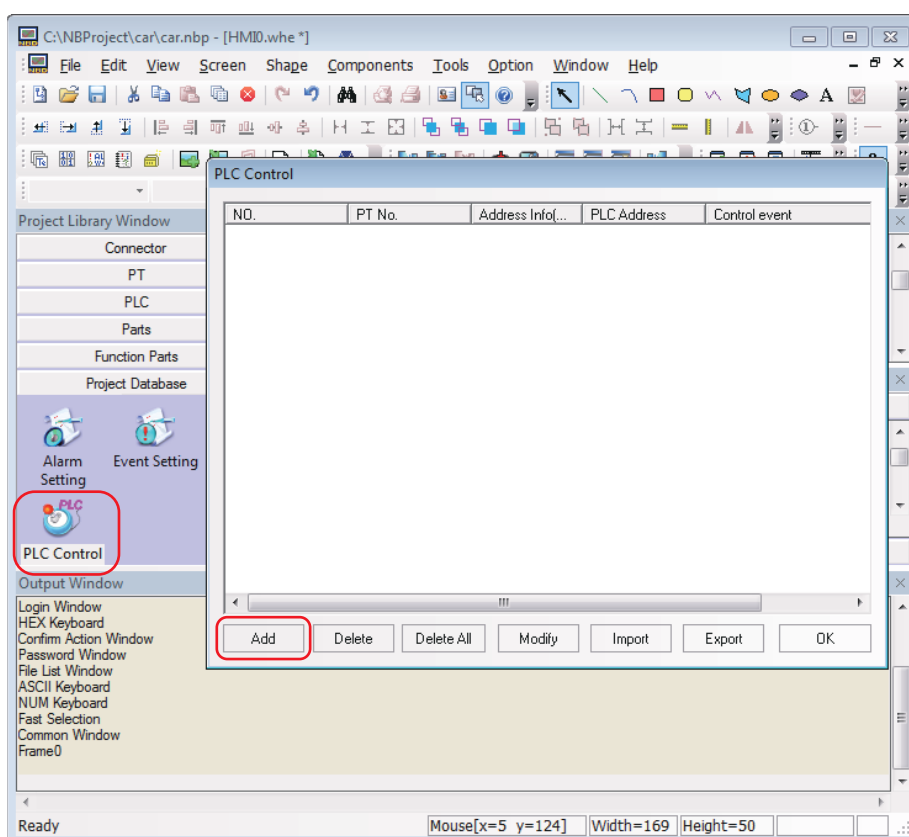 C:\NBProject\car\car.nbp - [HMI0.whe *]
File Edit View Screen Shape Components Tools Option Window Help
A
PLC Control
NO. PT No. Address Info(... PLC Address Control event
Project Library Window
Connector
PT
PLC
Parts
Function Parts
Project Database
Alarm Setting
Event Setting
PLC
PLC Control
Add Delete Delete All Modify Import Export OK
Output Window
Login Window
HEX Keyboard
Confirm Action Window
Password Window
File List Window
ASCII Keyboard
NUM Keyboard
Fast Selection
Common Window
Frame0
Ready Mouse[x=5 y=124] Width=169 Height=50